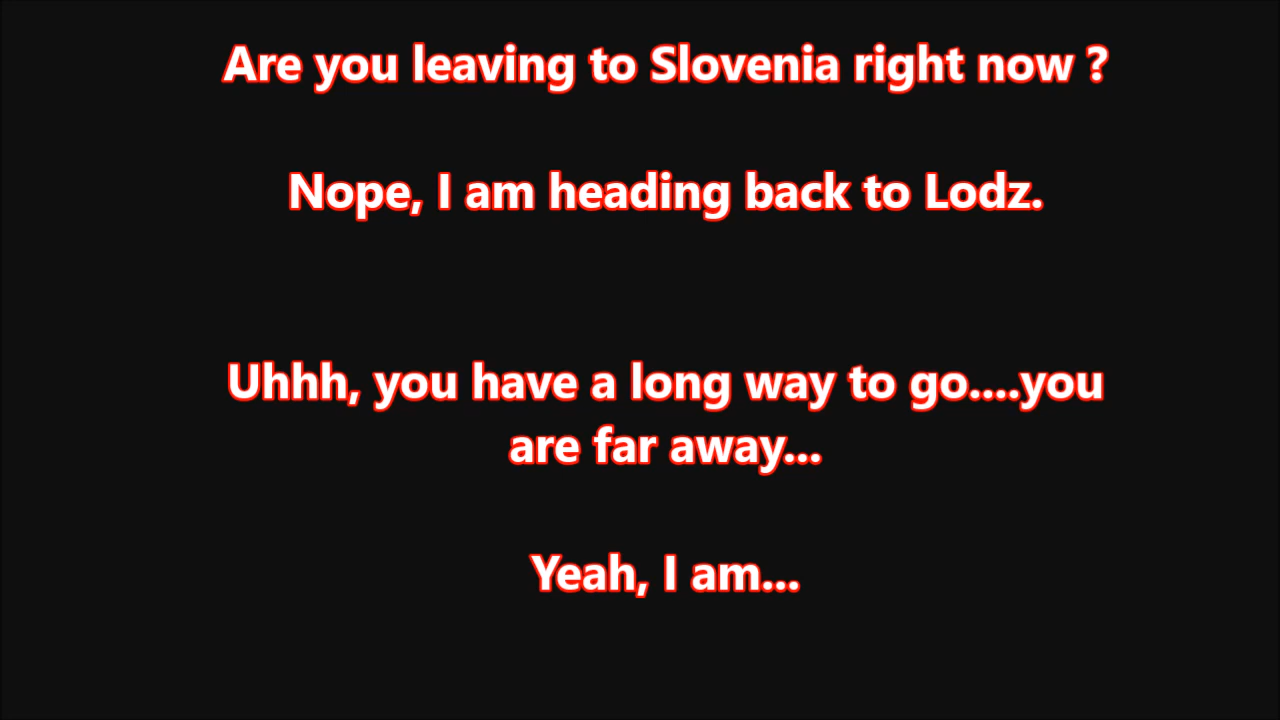 Are you leaving to Slovenia right now ?
Nope, I am heading back to Lodz.
Uhhh, you have a long way to go....you
are far away...
Yeah, I am...